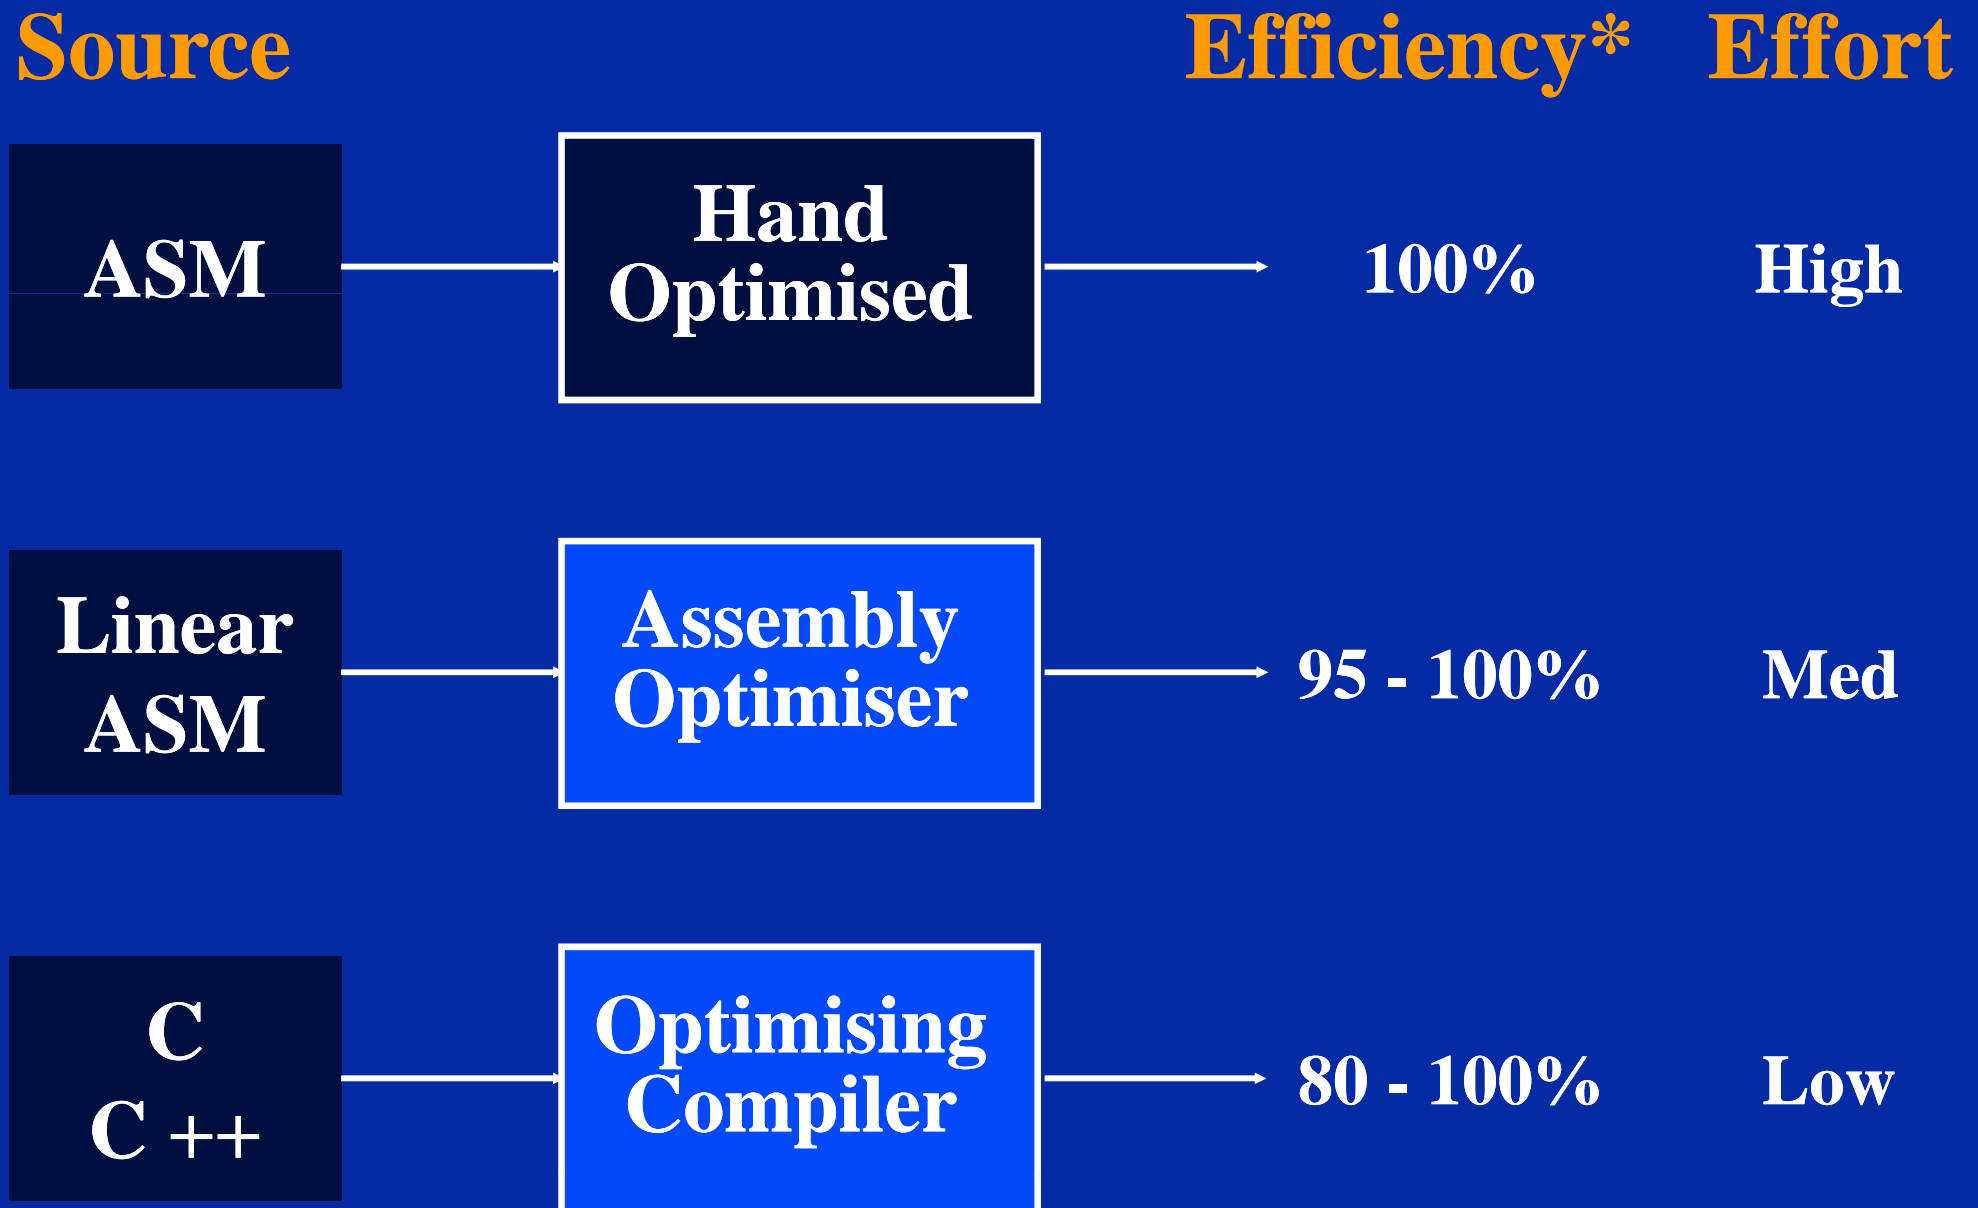 Source Efficiency* Effort
ASM
Hand
Optimised
100%
High
Linear
ASM
Assembly
Optimiser
95 - 100%
Med
C
C ++
Optimising
Compiler
80 - 100%
Low